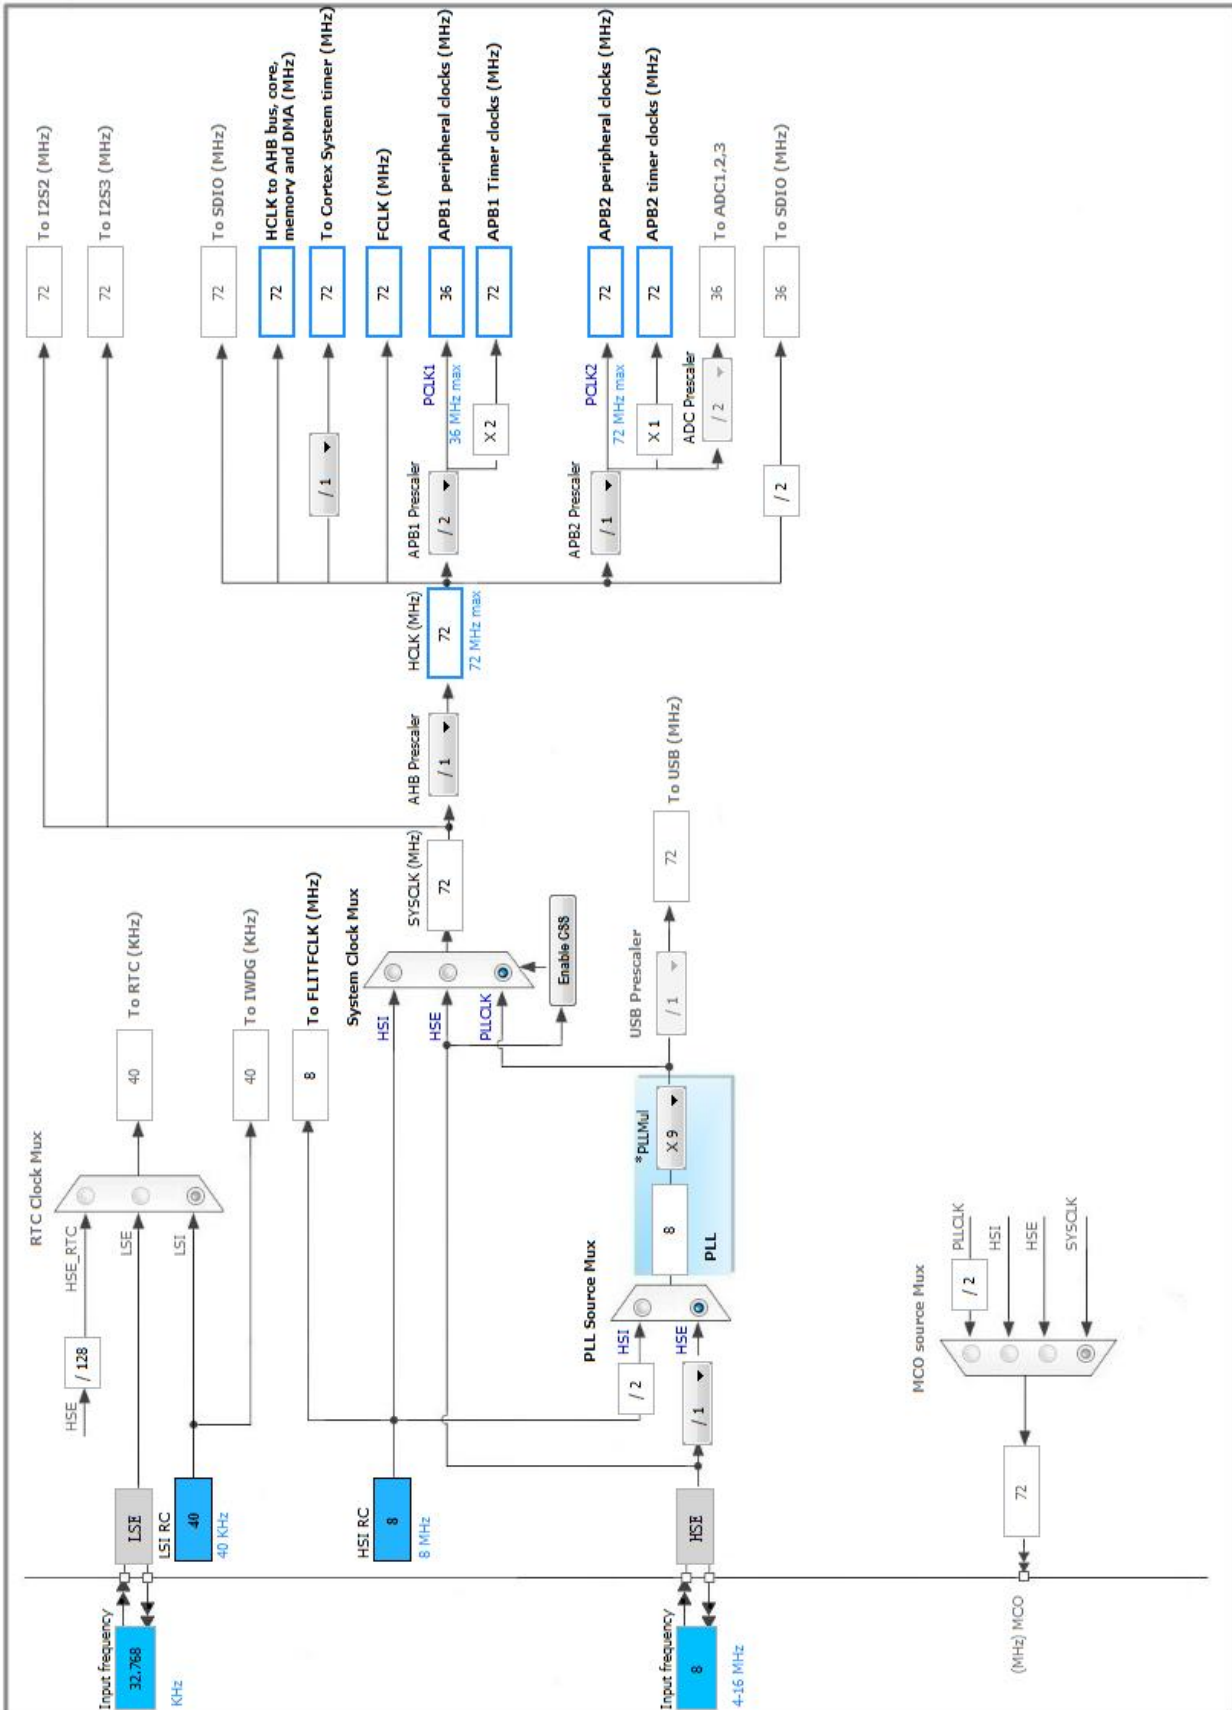 72 To I2S2 (MHz)
RTC Clock Mux
HSE / 128 HSE_RTC 72 To I2S3 (MHz)
Input frequency
32.768 LSE LSE 40 To RTC (KHz)
KHz
LSI RC
40 LSI 72 To SDIO (MHz)
40 KHz
40 To IWDG (KHz)
72 HCLK to AHB bus, core,
memory and DMA (MHz)
8 To FLITFCLK (MHz)
/ 1 72 To Cortex System timer (MHz)
System Clock Mux
HSI RC
8 HSI 72 FCLK (MHz)
8 MHz
SYSCLK (MHz) AHB Prescaler HCLK (MHz) APB1 Prescaler PCLK1
HSE 72 / 1 72 / 2 36 APB1 peripheral clocks (MHz)
72 MHz max 36 MHz max
PLLCLK X 2 72 APB1 Timer clocks (MHz)
Enable CSS
PLL Source Mux
APB2 Prescaler PCLK2
/ 1 72 APB2 peripheral clocks (MHz)
72 MHz max
HSI
/ 2 *PLLMul USB Prescaler
X 1 72 APB2 timer clocks (MHz)
8 X 9 / 1 72 To USB (MHz)
Input frequency
HSE ADC Prescaler
8 HSE / 1 / 2 36 To ADC1,2,3
4-16 MHz
PLL
/ 2 36 To SDIO (MHz)
MCO source Mux
/ 2 PLLCLK
HSI
(MHz) MCO 72
HSE
SYSCLK